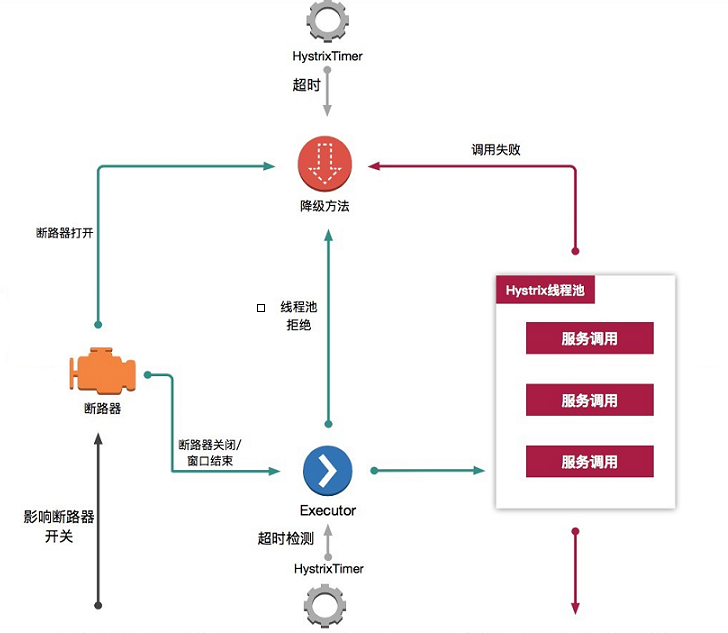 HystrixTimer
超时
调用失败
降级方法
断路器打开
线程池
拒绝
Hystrix线程池
服务调用
服务调用
服务调用
断路器
断路器关闭/
窗口结束
Executor
影响断路器
开关
超时检测
HystrixTimer